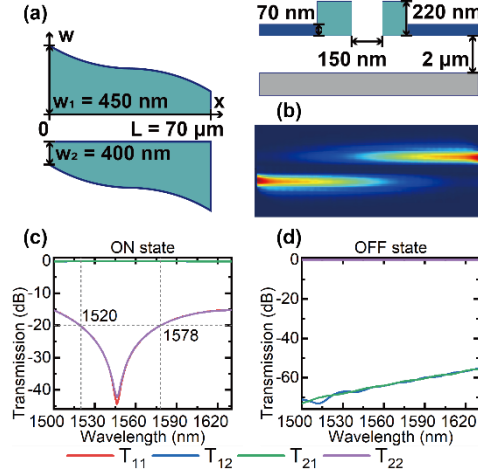 (a)
w
w₁ = 450 nm
x
0
L = 70 μm
w₂ = 400 nm
70 nm
220 nm
150 nm
2 μm
(b)
(c)
ON state
Transmission (dB)
0
-10
-20
-30
-40
1520
1578
1500 1530 1560 1590 1620
Wavelength (nm)
(d)
OFF state
Transmission (dB)
0
-20
-40
-60
1500 1530 1560 1590 1620
Wavelength (nm)
T₁₁ T₁₂ T₂₁ T₂₂